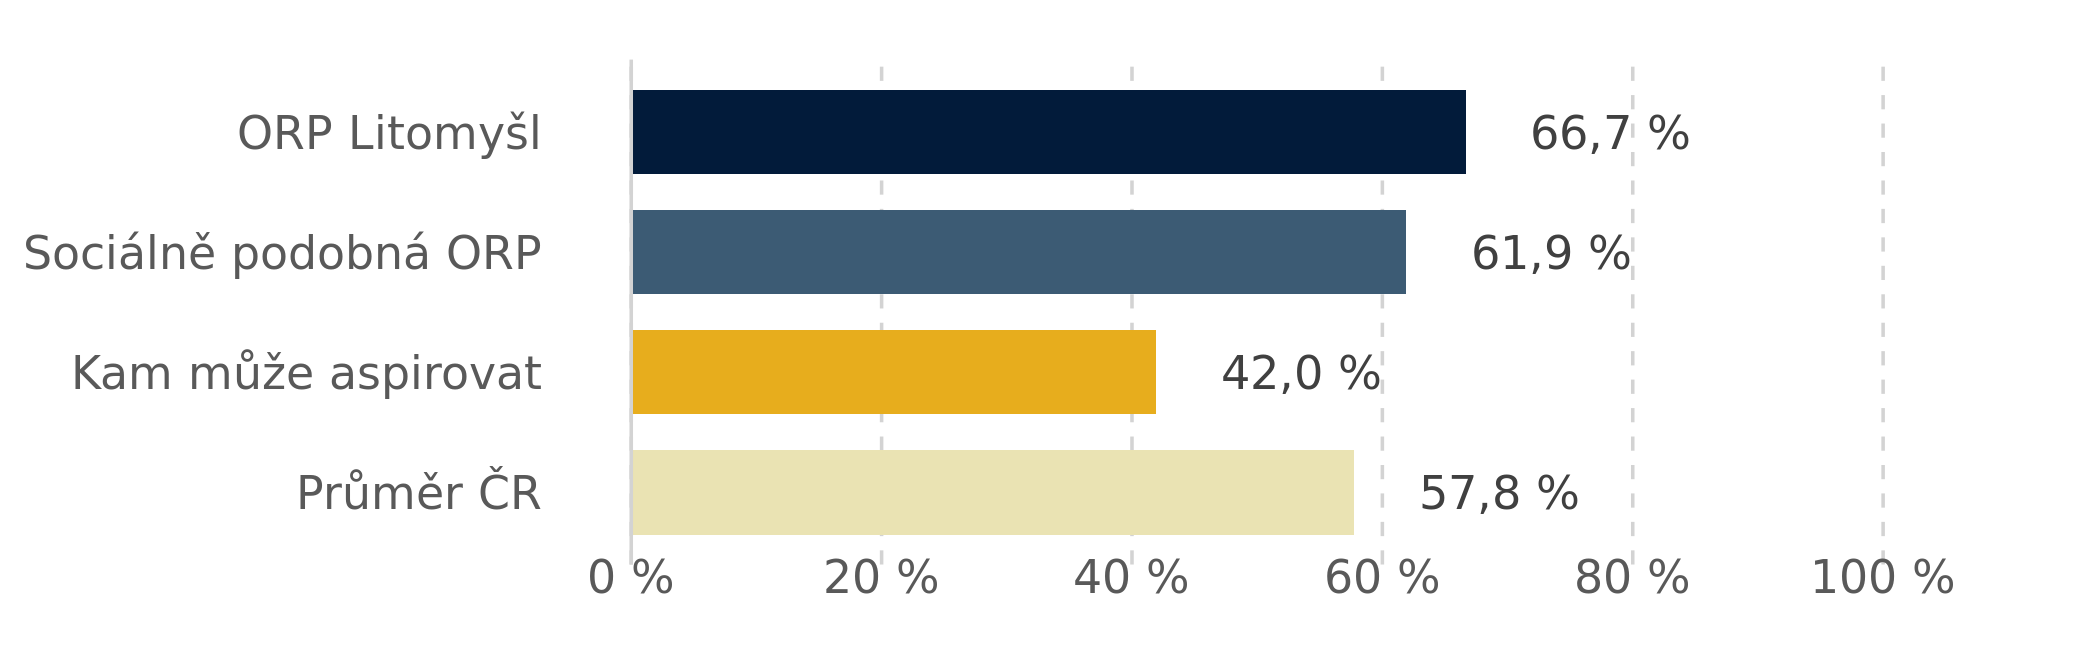 ORP Litomyšl 66,7 %
Sociálně podobná ORP 61,9 %
Kam může aspirovat 42,0 %
Průměr ČR 57,8 %
0 % 20 % 40 % 60 % 80 % 100 %